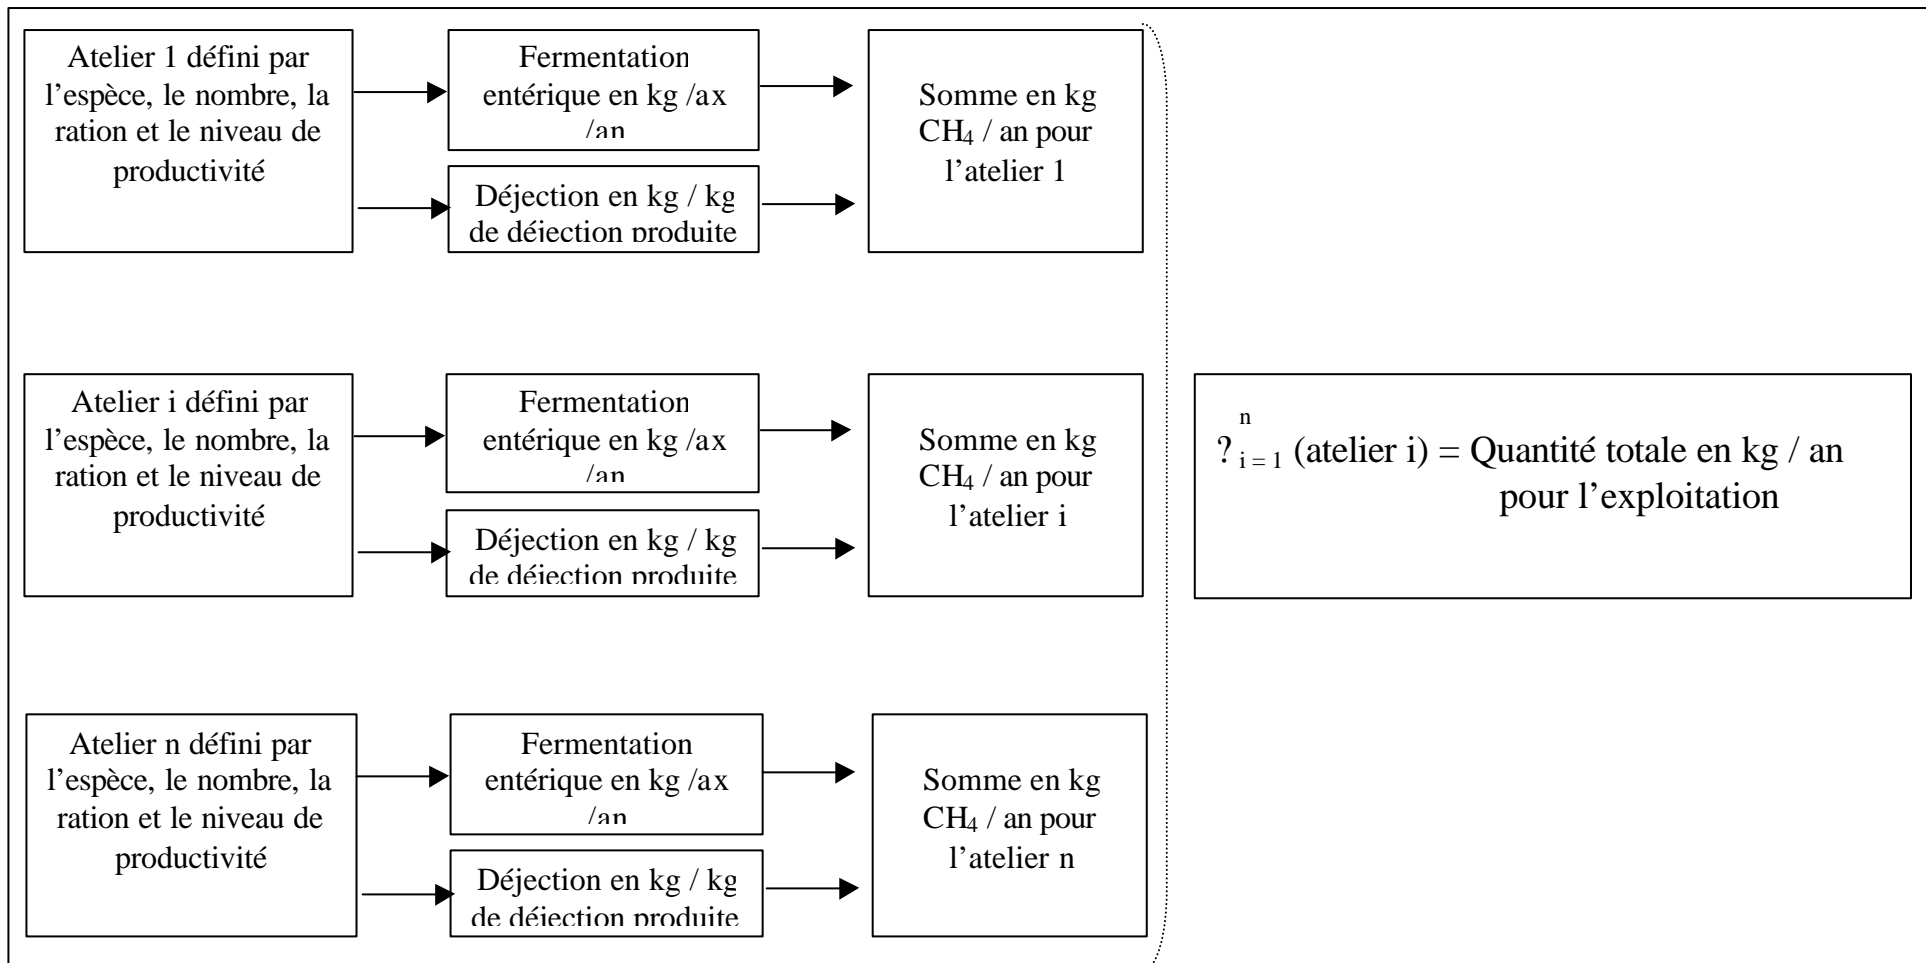 Atelier 1 défini par
l’espèce, le nombre, la
ration et le niveau de
productivité
Fermentation
entérique en kg /ax
/an
Déjection en kg / kg
de déjection produite
Somme en kg
CH₄ / an pour
l’atelier 1
Atelier i défini par
l’espèce, le nombre, la
ration et le niveau de
productivité
Fermentation
entérique en kg /ax
/an
Déjection en kg / kg
de déjection produite
Somme en kg
CH₄ / an pour
l’atelier i
n
? i = 1 (atelier i) = Quantité totale en kg / an
pour l’exploitation
Atelier n défini par
l’espèce, le nombre, la
ration et le niveau de
productivité
Fermentation
entérique en kg /ax
/an
Déjection en kg / kg
de déjection produite
Somme en kg
CH₄ / an pour
l’atelier n